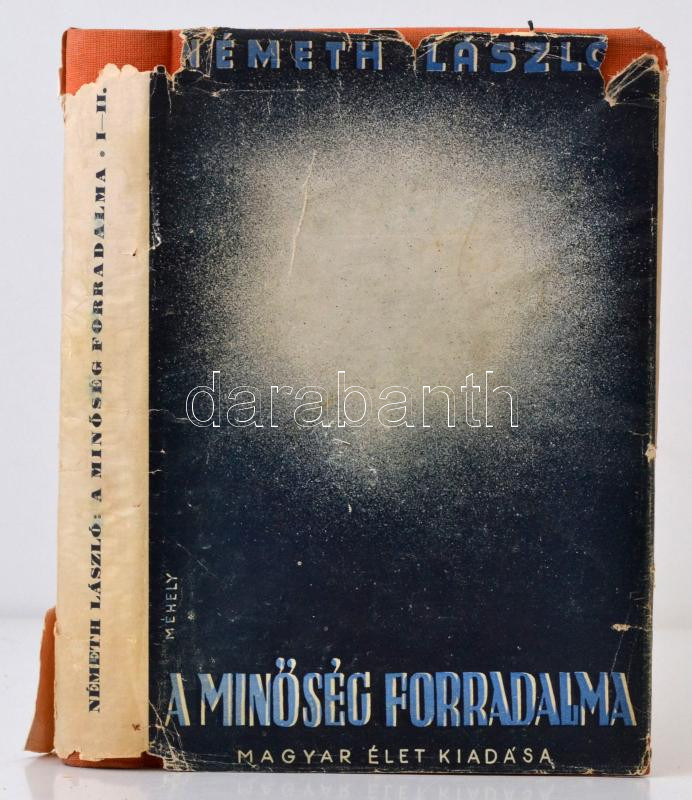 NÉMETH LÁSZLÓ
NÉMETH LÁSZLÓ: A MINŐSÉG FORRADALMA • I—II.
darabanth
MÉHELY
A MINŐSÉG FORRADALMA
MAGYAR ÉLET KIADÁSA